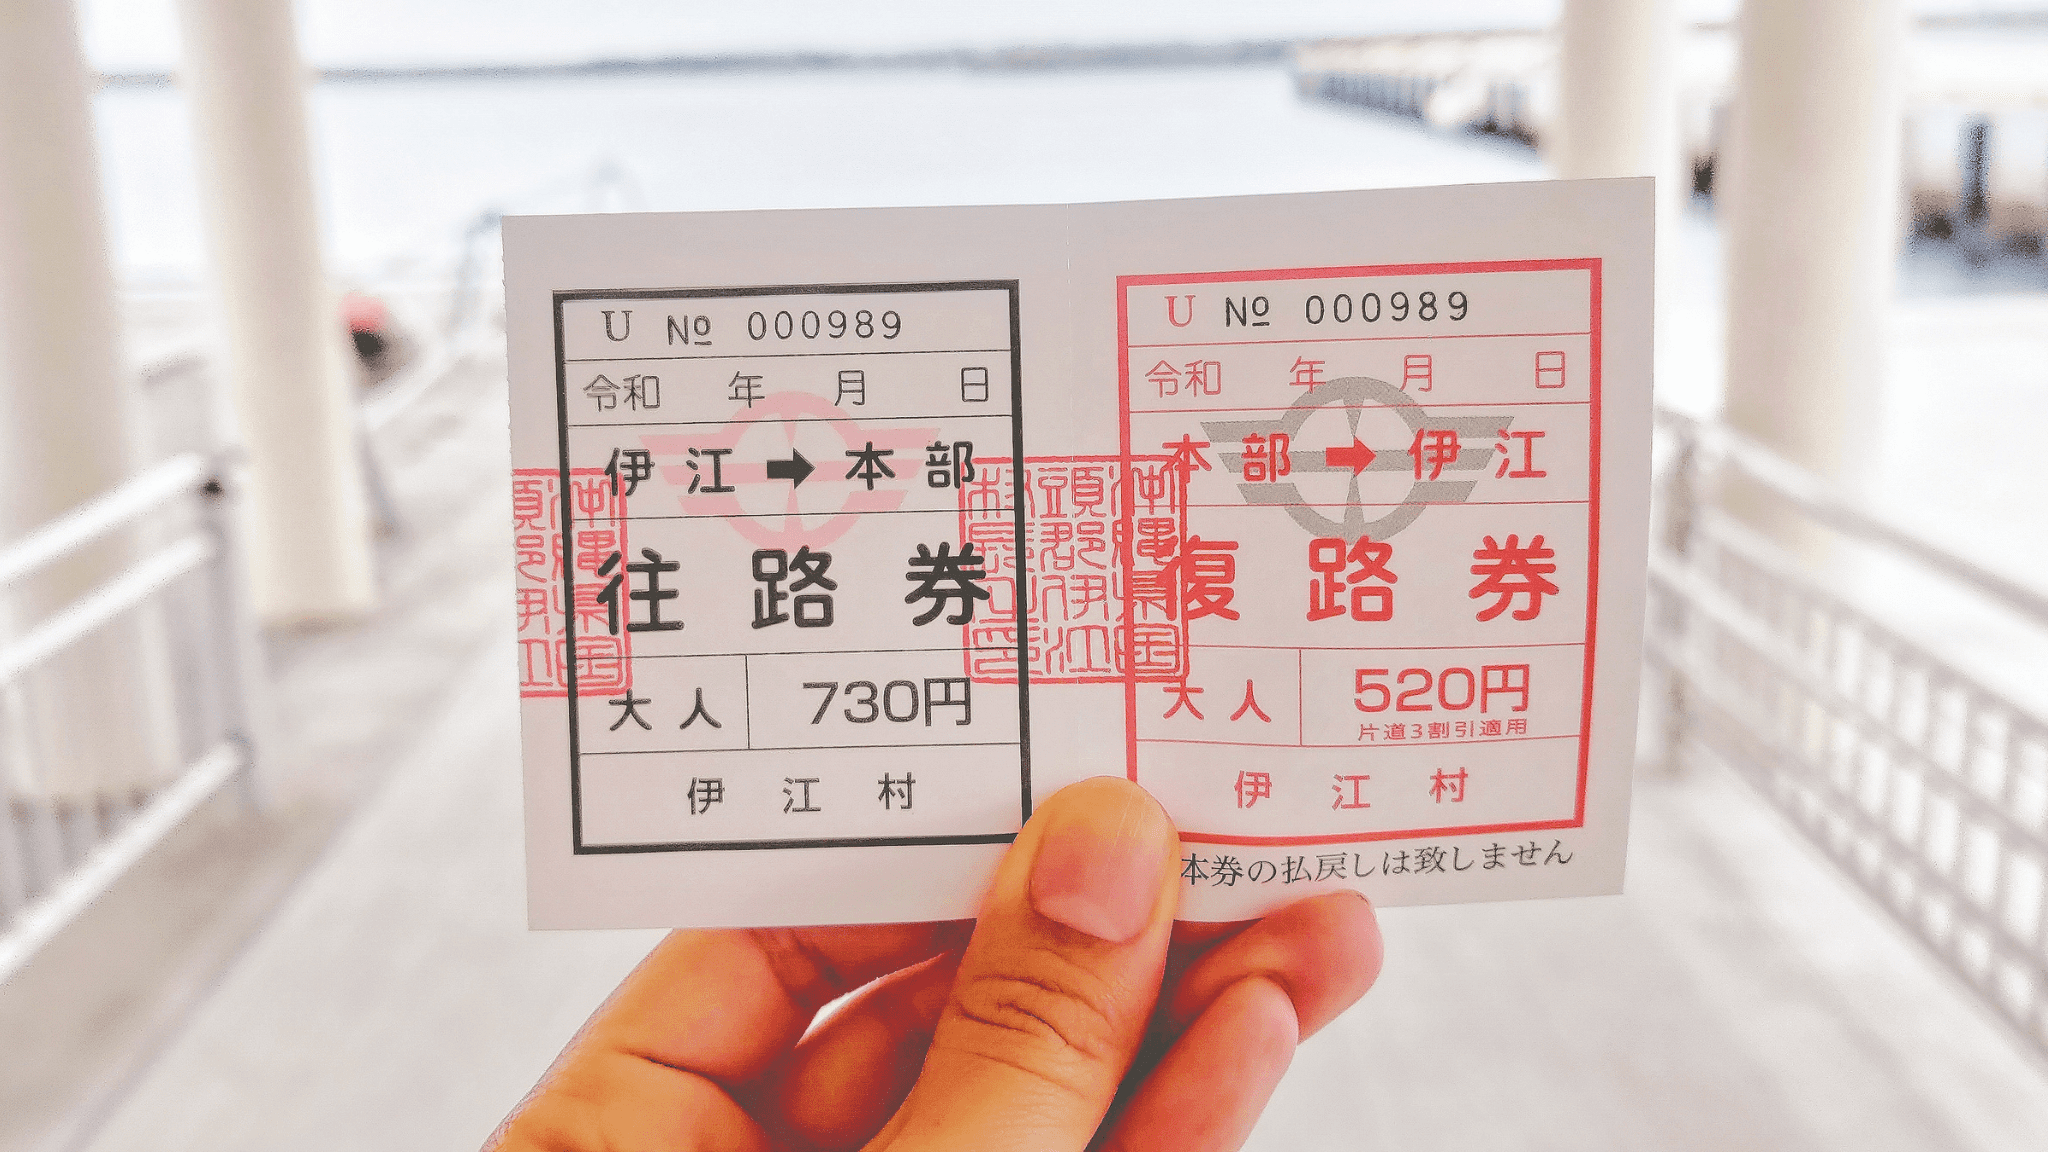 U № 000989
令和 年 月 日
伊江➡本部
往路券
大人 730円
伊江村
U № 000989
令和 年 月 日
本部➡伊江
復路券
大人 520円
片道3割引適用
伊江村
本券の払戻しは致しません